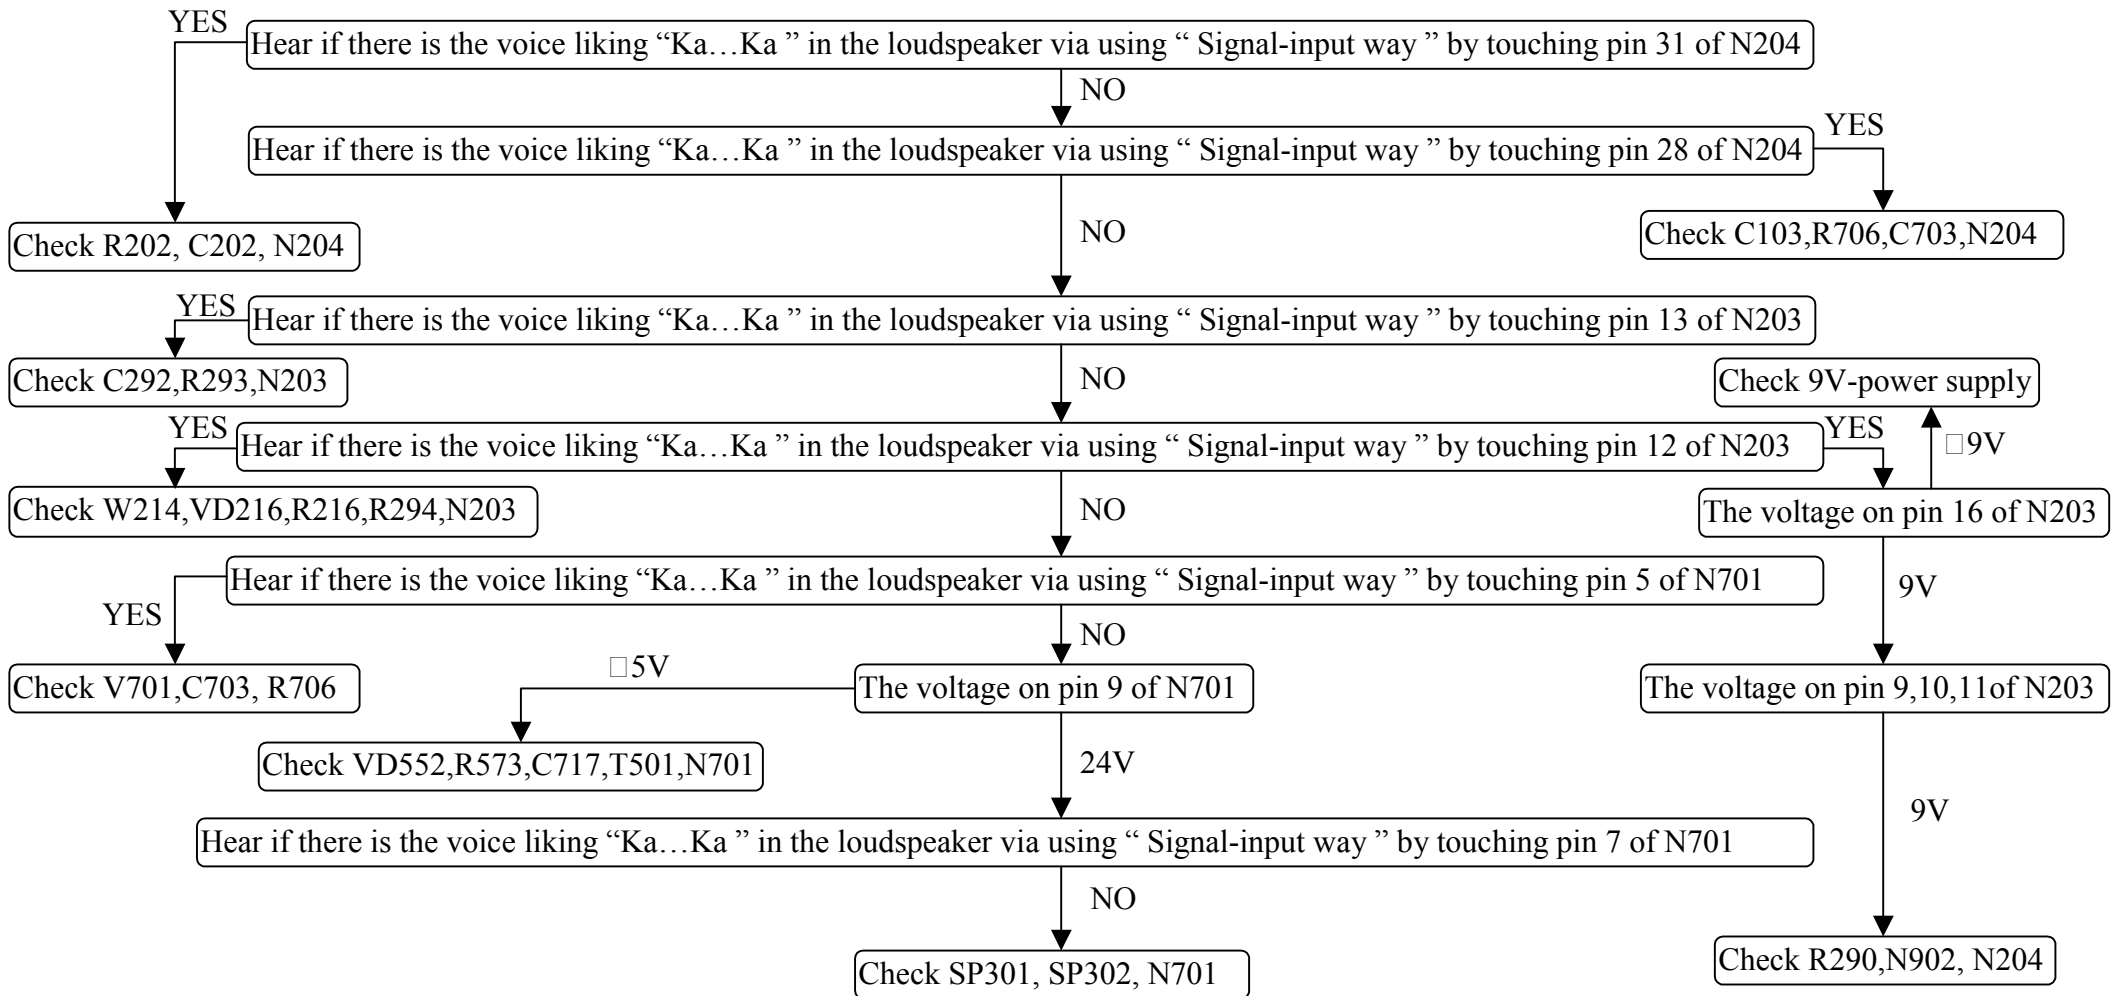 YES
Hear if there is the voice liking “Ka…Ka ” in the loudspeaker via using “ Signal-input way ” by touching pin 31 of N204
NO
YES
Hear if there is the voice liking “Ka…Ka ” in the loudspeaker via using “ Signal-input way ” by touching pin 28 of N204
Check R202, C202, N204
NO
Check C103,R706,C703,N204
YES
Hear if there is the voice liking “Ka…Ka ” in the loudspeaker via using “ Signal-input way ” by touching pin 13 of N203
Check C292,R293,N203
NO
Check 9V-power supply
YES
Hear if there is the voice liking “Ka…Ka ” in the loudspeaker via using “ Signal-input way ” by touching pin 12 of N203
YES
□9V
Check W214,VD216,R216,R294,N203
NO
The voltage on pin 16 of N203
Hear if there is the voice liking “Ka…Ka ” in the loudspeaker via using “ Signal-input way ” by touching pin 5 of N701
9V
YES
NO
□5V
Check V701,C703, R706
The voltage on pin 9 of N701
The voltage on pin 9,10,11of N203
Check VD552,R573,C717,T501,N701
24V
9V
Hear if there is the voice liking “Ka…Ka ” in the loudspeaker via using “ Signal-input way ” by touching pin 7 of N701
NO
Check SP301, SP302, N701
Check R290,N902, N204